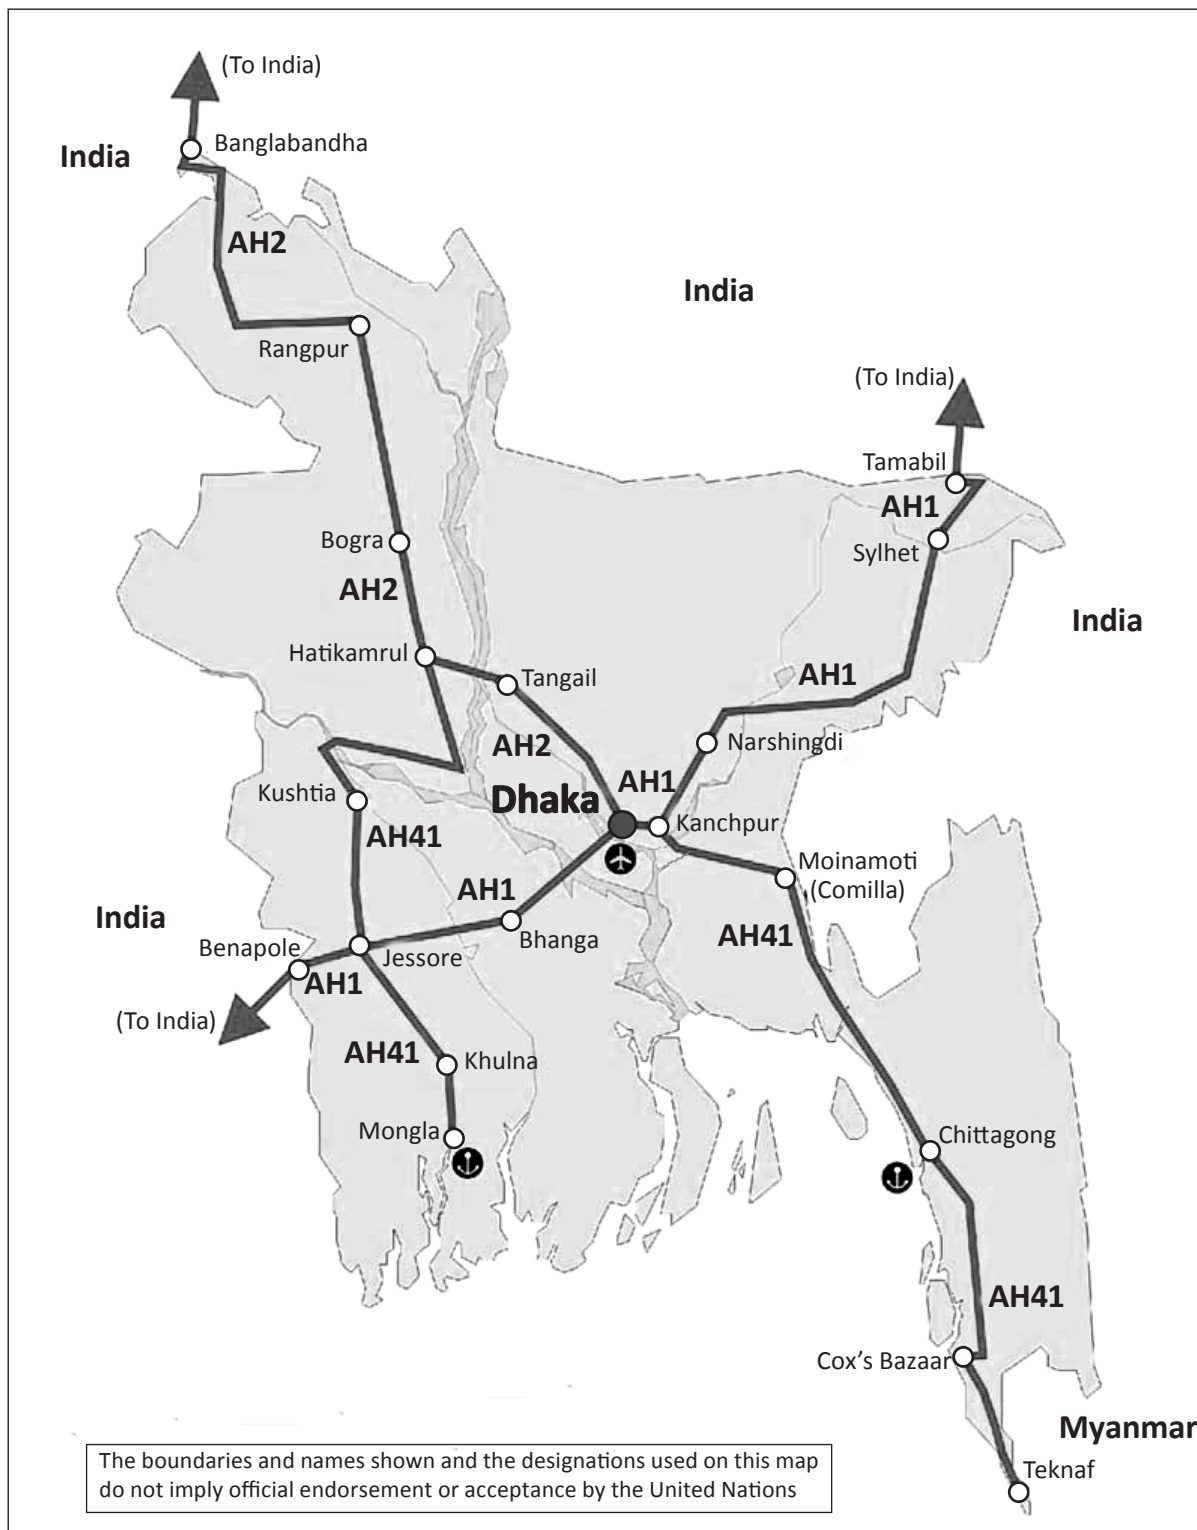 (To India)
Banglabandha
India
AH2
India
Rangpur
(To India)
Tamabil
AH1
Bogra
Sylhet
AH2
India
Hatikamrul
Tangail
AH1
AH2
Narshingdi
AH1
Dhaka
Kushtia
Kanchpur
AH41
Moinamoti
(Comilla)
AH1
India
Bhanga
AH41
Benapole
Jessore
AH1
(To India)
AH41
Khulna
Mongla
Chittagong
AH41
Cox’s Bazaar
Myanmar
Teknaf
The boundaries and names shown and the designations used on this map
do not imply official endorsement or acceptance by the United Nations